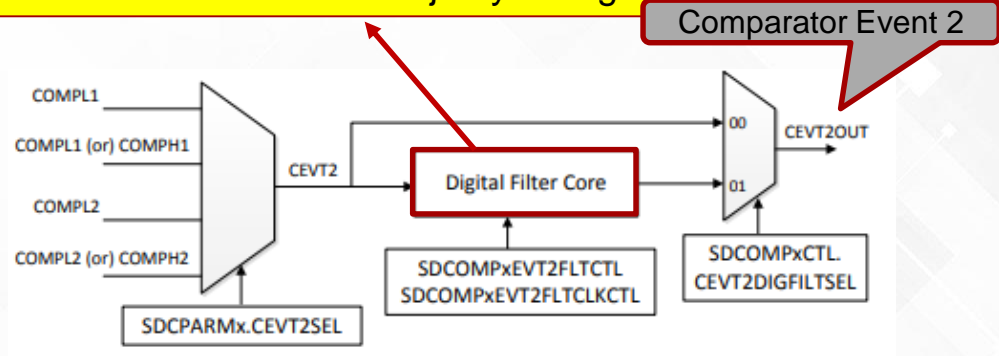 Comparator Event 2
COMPL1
COMPL1 (or) COMPH1
COMPL2
COMPL2 (or) COMPH2
CEVT2
SDCPARMx.CEVT2SEL
Digital Filter Core
SDCOMPxEVT2FLTCTL
SDCOMPxEVT2FLTCLKCTL
00
01
CEVT2OUT
SDCOMPxCTL.
CEVT2DIGFILTSEL